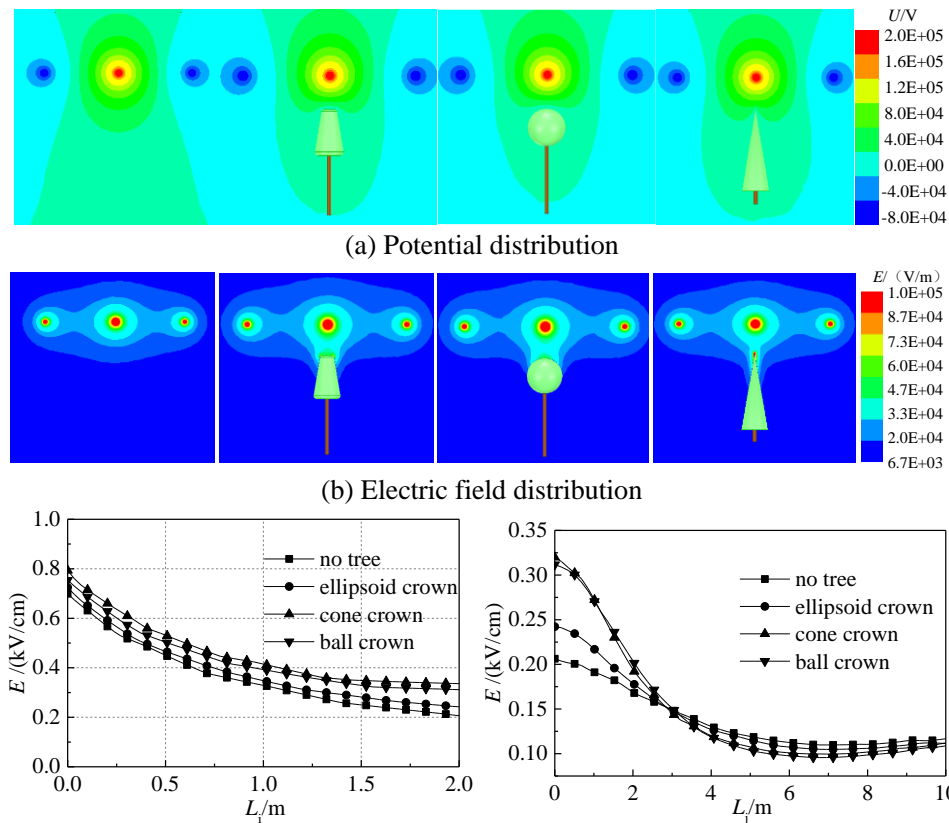 U/V
2.0E+05
1.6E+05
1.2E+05
8.0E+04
4.0E+04
0.0E+00
-4.0E+04
-8.0E+04
(a) Potential distribution
E/（V/m）
1.0E+05
8.7E+04
7.3E+04
6.0E+04
4.7E+04
3.3E+04
2.0E+04
6.7E+03
(b) Electric field distribution
1.0
0.8
0.6
0.4
0.2
0.0
E /(kV/cm)
no tree
ellipsoid crown
cone crown
ball crown
0.0 0.5 1.0 1.5 2.0
Li/m
0.35
0.30
0.25
0.20
0.15
0.10
E /(kV/cm)
no tree
ellipsoid crown
cone crown
ball crown
0 2 4 6 8 10
Lj/m